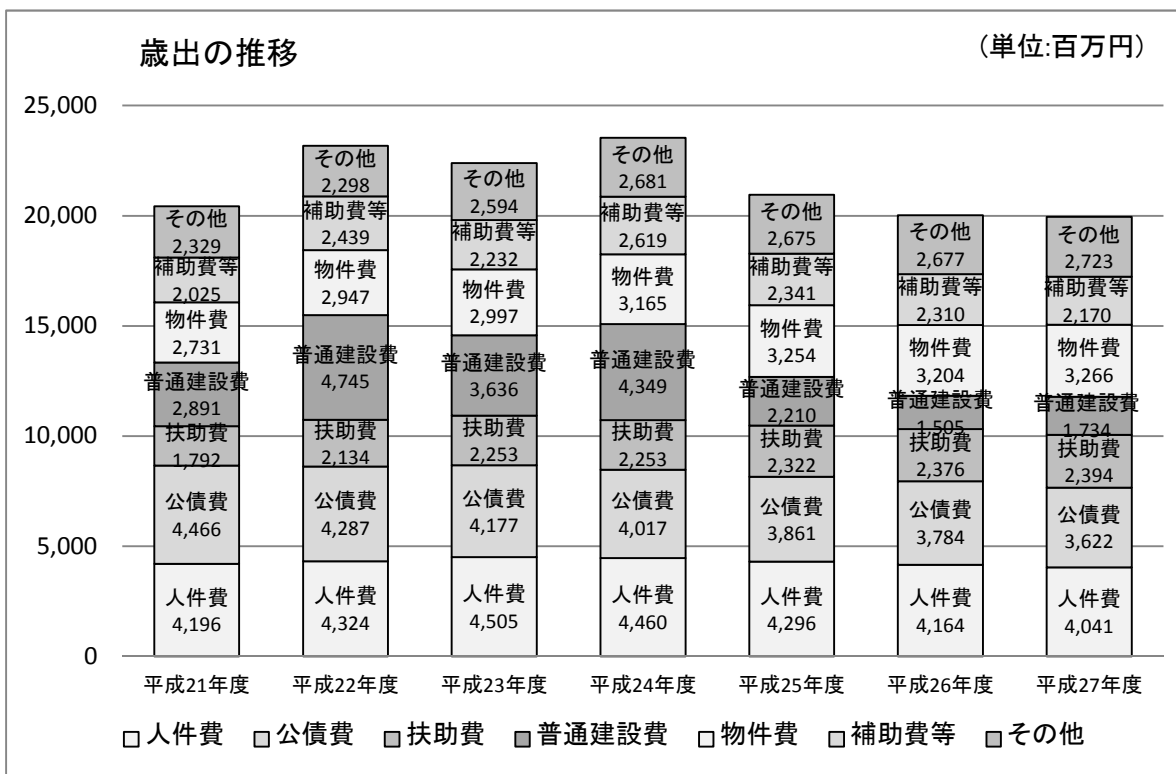 歳出の推移
（単位:百万円）
25,000
20,000
15,000
10,000
5,000
0
その他
2,329
補助費等
2,025
物件費
2,731
普通建設費
2,891
扶助費
1,792
公債費
4,466
人件費
4,196
その他
2,298
補助費等
2,439
物件費
2,947
普通建設費
4,745
扶助費
2,134
公債費
4,287
人件費
4,324
その他
2,594
補助費等
2,232
物件費
2,997
普通建設費
3,636
扶助費
2,253
公債費
4,177
人件費
4,505
その他
2,681
補助費等
2,619
物件費
3,165
普通建設費
4,349
扶助費
2,253
公債費
4,017
人件費
4,460
その他
2,675
補助費等
2,341
物件費
3,254
普通建設費
2,210
扶助費
2,322
公債費
3,861
人件費
4,296
その他
2,677
補助費等
2,310
物件費
3,204
普通建設費
1,505
扶助費
2,376
公債費
3,784
人件費
4,164
その他
2,723
補助費等
2,170
物件費
3,266
普通建設費
1,734
扶助費
2,394
公債費
3,622
人件費
4,041
平成21年度 平成22年度 平成23年度 平成24年度 平成25年度 平成26年度 平成27年度
人件費 公債費 扶助費 普通建設費 物件費 補助費等 その他